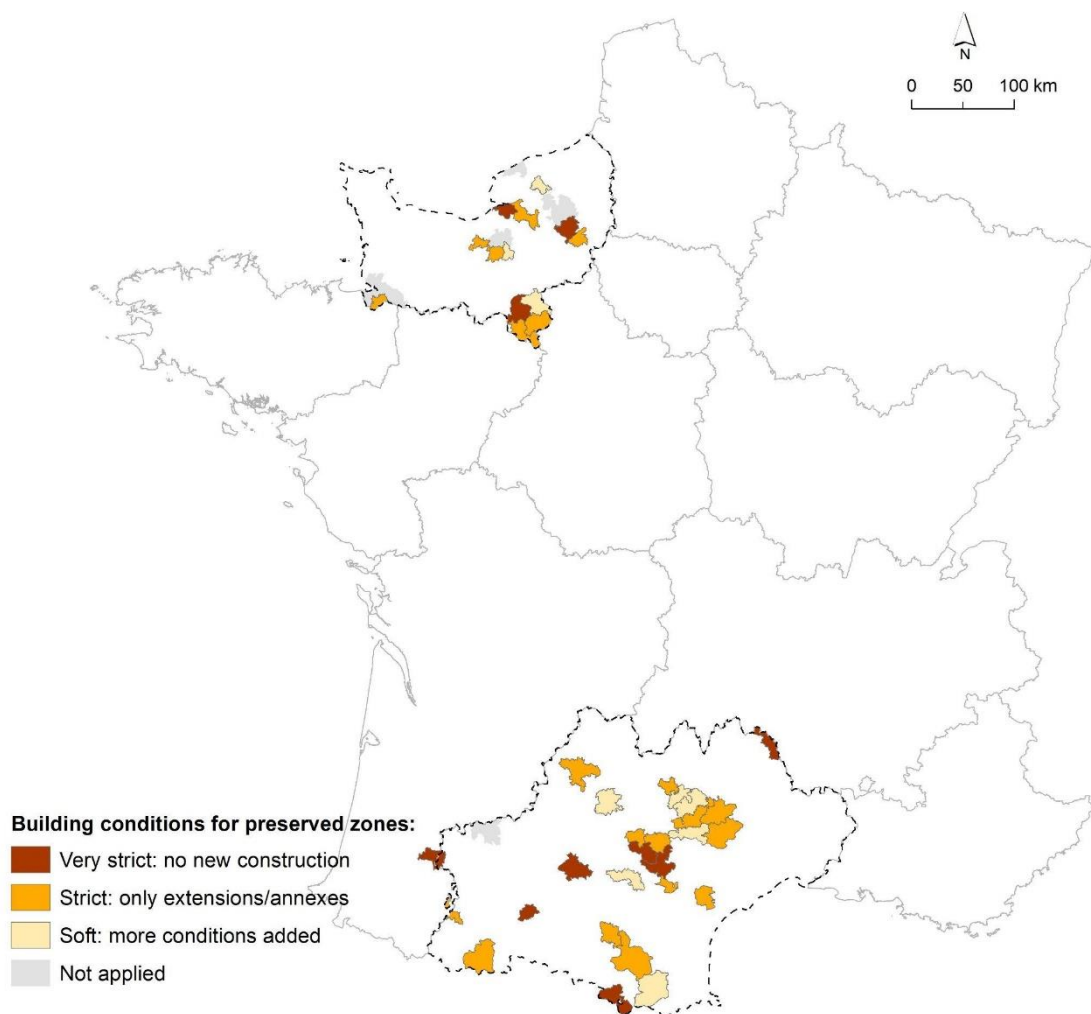 N
0 50 100 km
Building conditions for preserved zones:
Very strict: no new construction
Strict: only extensions/annexes
Soft: more conditions added
Not applied